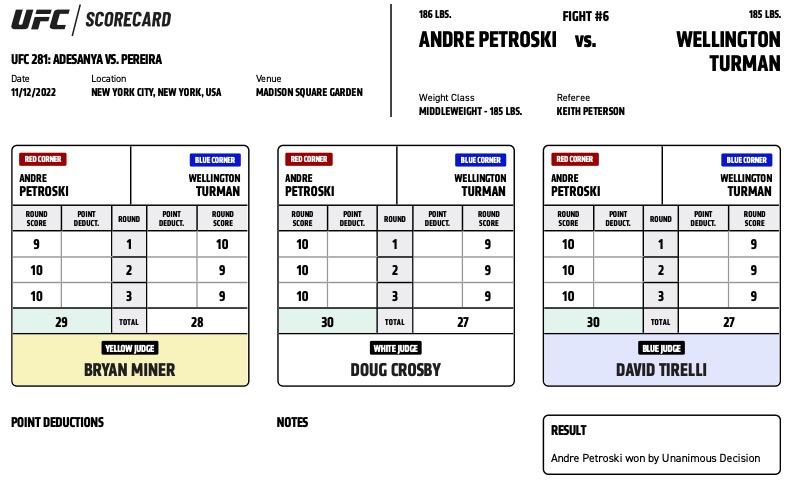 UFC SCORECARD
UFC 281: ADESANYA VS. PEREIRA
Date Location Venue
11/12/2022 NEW YORK CITY, NEW YORK, USA MADISON SQUARE GARDEN
186 LBS. FIGHT #6 185 LBS.
ANDRE PETROSKI vs. WELLINGTON
TURMAN
Weight Class Referee
MIDDLEWEIGHT - 185 LBS. KEITH PETERSON
RED CORNER BLUE CORNER
ANDRE WELLINGTON
PETROSKI TURMAN
ROUND POINT ROUND POINT ROUND
SCORE DEDUCT. DEDUCT. SCORE
9 1 10
10 2 9
10 3 9
29 TOTAL 28
YELLOW JUDGE
BRYAN MINER
RED CORNER BLUE CORNER
ANDRE WELLINGTON
PETROSKI TURMAN
ROUND POINT ROUND POINT ROUND
SCORE DEDUCT. DEDUCT. SCORE
10 1 9
10 2 9
10 3 9
30 TOTAL 27
WHITE JUDGE
DOUG CROSBY
RED CORNER BLUE CORNER
ANDRE WELLINGTON
PETROSKI TURMAN
ROUND POINT ROUND POINT ROUND
SCORE DEDUCT. DEDUCT. SCORE
10 1 9
10 2 9
10 3 9
30 TOTAL 27
BLUE JUDGE
DAVID TIRELLI
POINT DEDUCTIONS
NOTES
RESULT
Andre Petroski won by Unanimous Decision